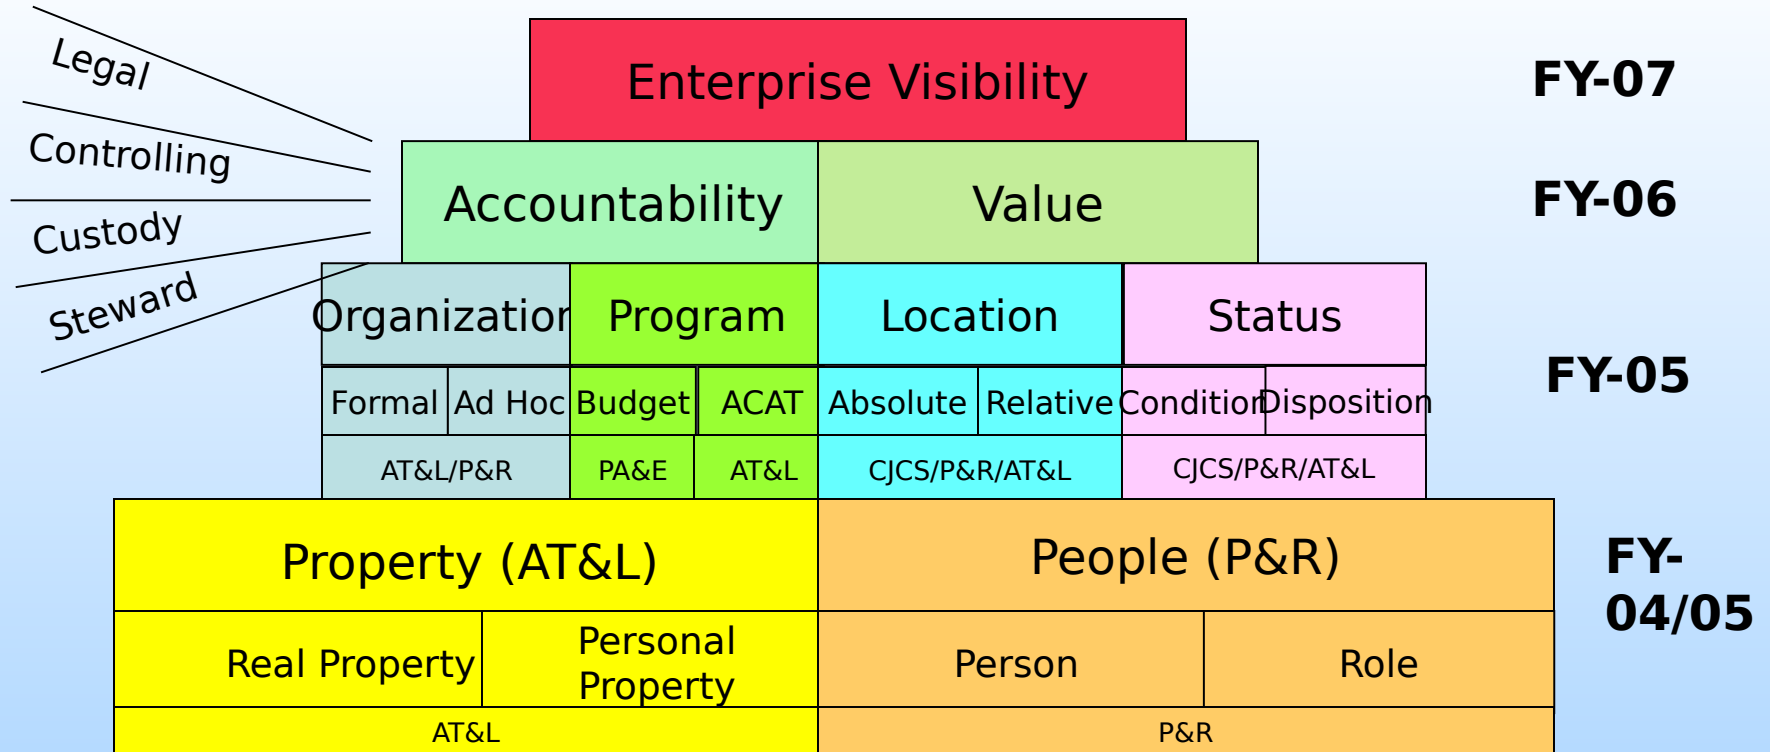 Legal
Controlling
Custody
Steward
Enterprise Visibility
FY-07
Accountability
Value
FY-06
Organization
Program
Location
Status
FY-05
Formal
Ad Hoc
Budget
ACAT
Absolute
Relative
Condition
Disposition
AT&L/P&R
PA&E
AT&L
CJCS/P&R/AT&L
CJCS/P&R/AT&L
Property (AT&L)
People (P&R)
FY-
04/05
Real Property
Personal
Property
Person
Role
AT&L
P&R